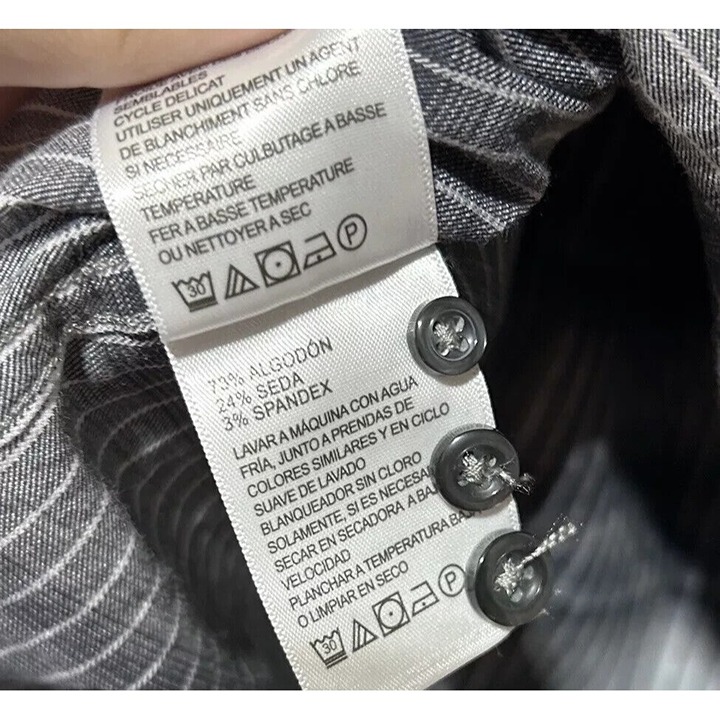 SEMBLABLES
CYCLE DELICAT
UTILISER UNIQUEMENT UN AGENT
DE BLANCHIMENT SANS CHLORE
SI NECESSAIRE
SECHER PAR CULBUTAGE A BASSE
TEMPERATURE
FER A BASSE TEMPERATURE
OU NETTOYER A SEC
30 P
73% ALGODÓN
24% SEDA
3% SPANDEX
LAVAR A MÁQUINA CON AGUA
FRÍA, JUNTO A PRENDAS DE
COLORES SIMILARES Y EN CICLO
SUAVE DE LAVADO
BLANQUEADOR SIN CLORO
SOLAMENTE, SI ES
SECAR EN SECADORA A
VELOCIDAD
PLANCHAR A TEMPERATURA
O LIMPIAR EN SECO
30 P